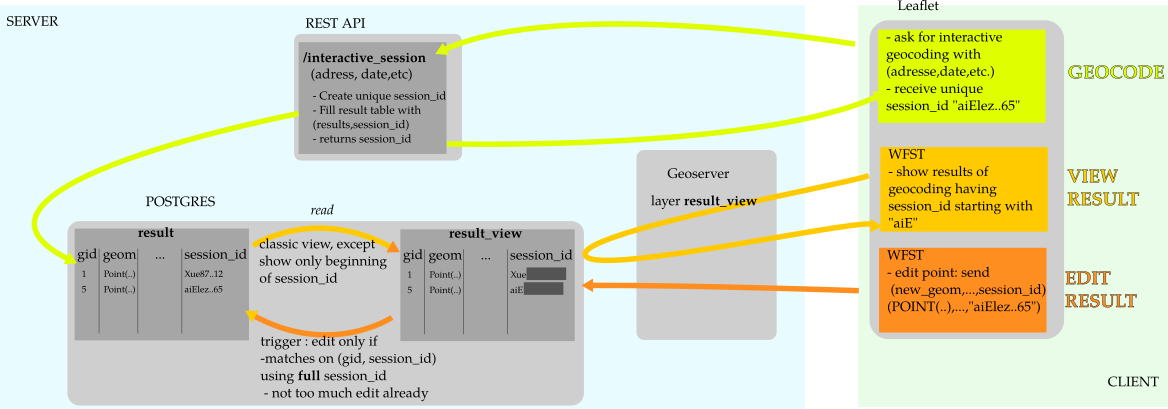 SERVER
REST API
/interactive_session
(adress, date,etc)
- Create unique session_id
- Fill result table with
(results,session_id)
- returns session_id
Leaflet
- ask for interactive
geocoding with
(adresse,date,etc.)
- receive unique
session_id "aiElez..65"
GEOCODE
WFST
- show results of
geocoding having
session_id starting with
"aiE"
VIEW
RESULT
WFST
- edit point: send
(new_geom,...,session_id)
(POINT(..),...,"aiElez..65")
EDIT
RESULT
CLIENT
Geoserver
layer result_view
POSTGRES
result
gid geom ... session_id
1 Point(..) Xue87..12
5 Point(..) aiElez..65
read
classic view, except
show only beginning
of session_id
trigger : edit only if
-matches on (gid, session_id)
using full session_id
- not too much edit already
result_view
gid geom ... session_id
1 Point(..) Xue
5 Point(..) aiE